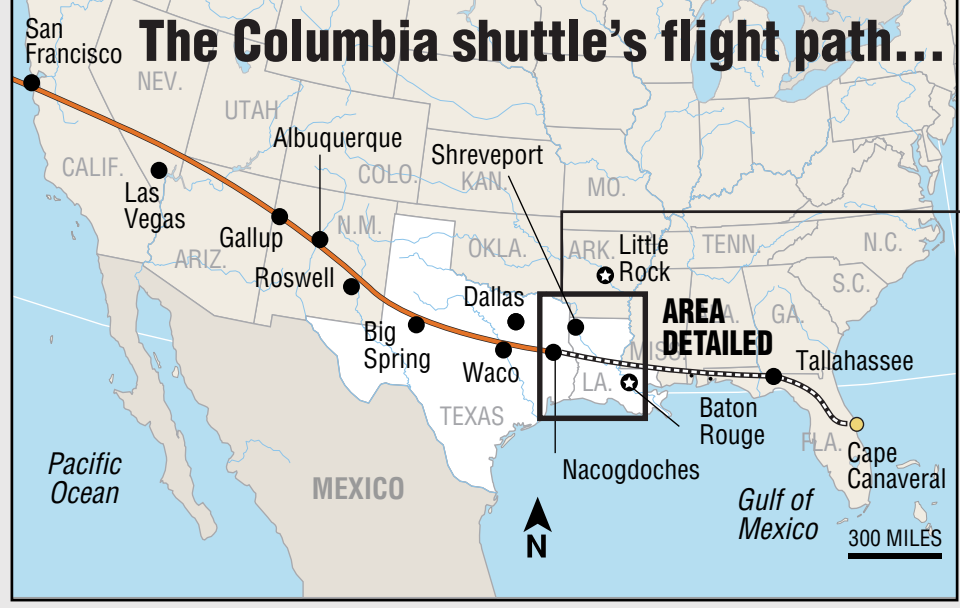 The Columbia shuttle’s flight path…
San
Francisco
NEV.
UTAH
Albuquerque
Shreveport
CALIF.
COLO.
KAN.
MO.
Las
Vegas
N.M.
Gallup
ARIZ.
OKLA.
ARK.
Little
Rock
TENN.
N.C.
S.C.
Roswell
Dallas
AREA
DETAILED
A.
GA.
Big
Spring
Waco
MISS.
LA.
Tallahassee
TEXAS
Baton
Rouge
FLA.
Cape
Canaveral
Pacific
Ocean
MEXICO
Nacogdoches
Gulf of
Mexico
N
300 MILES